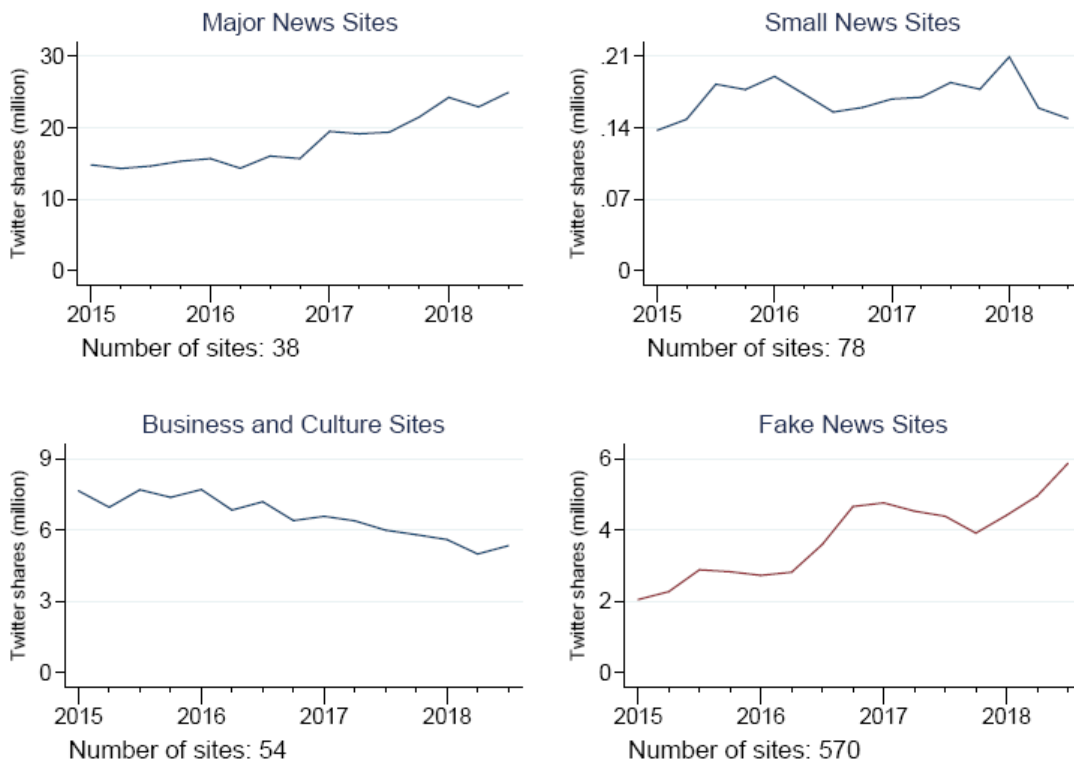 Major News Sites
Twitter shares (million)
30
20
10
0
2015 2016 2017 2018
Number of sites: 38
Small News Sites
Twitter shares (million)
.21
.14
.07
0
2015 2016 2017 2018
Number of sites: 78
Business and Culture Sites
Twitter shares (million)
9
6
3
0
2015 2016 2017 2018
Number of sites: 54
Fake News Sites
Twitter shares (million)
6
4
2
0
2015 2016 2017 2018
Number of sites: 570